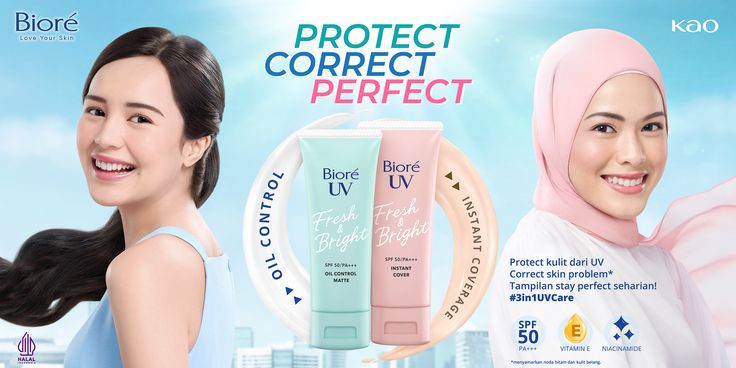 Bioré
Love Your Skin
PROTECT
CORRECT
PERFECT
Kao
OIL CONTROL
Bioré
UV
Fresh
&
Bright
SPF 50/PA+++
OIL CONTROL
MATTE
Bioré
UV
Fresh
&
Bright
SPF 50/PA+++
INSTANT
COVER
INSTANT COVERAGE
Protect kulit dari UV
Correct skin problem*
Tampilan stay perfect seharian!
#3in1UVCare
SPF
50
PA+++
E
VITAMIN E
NIACINAMIDE
*menyamarkan noda hitam dan kulit belang.
HALAL
INDONESIA